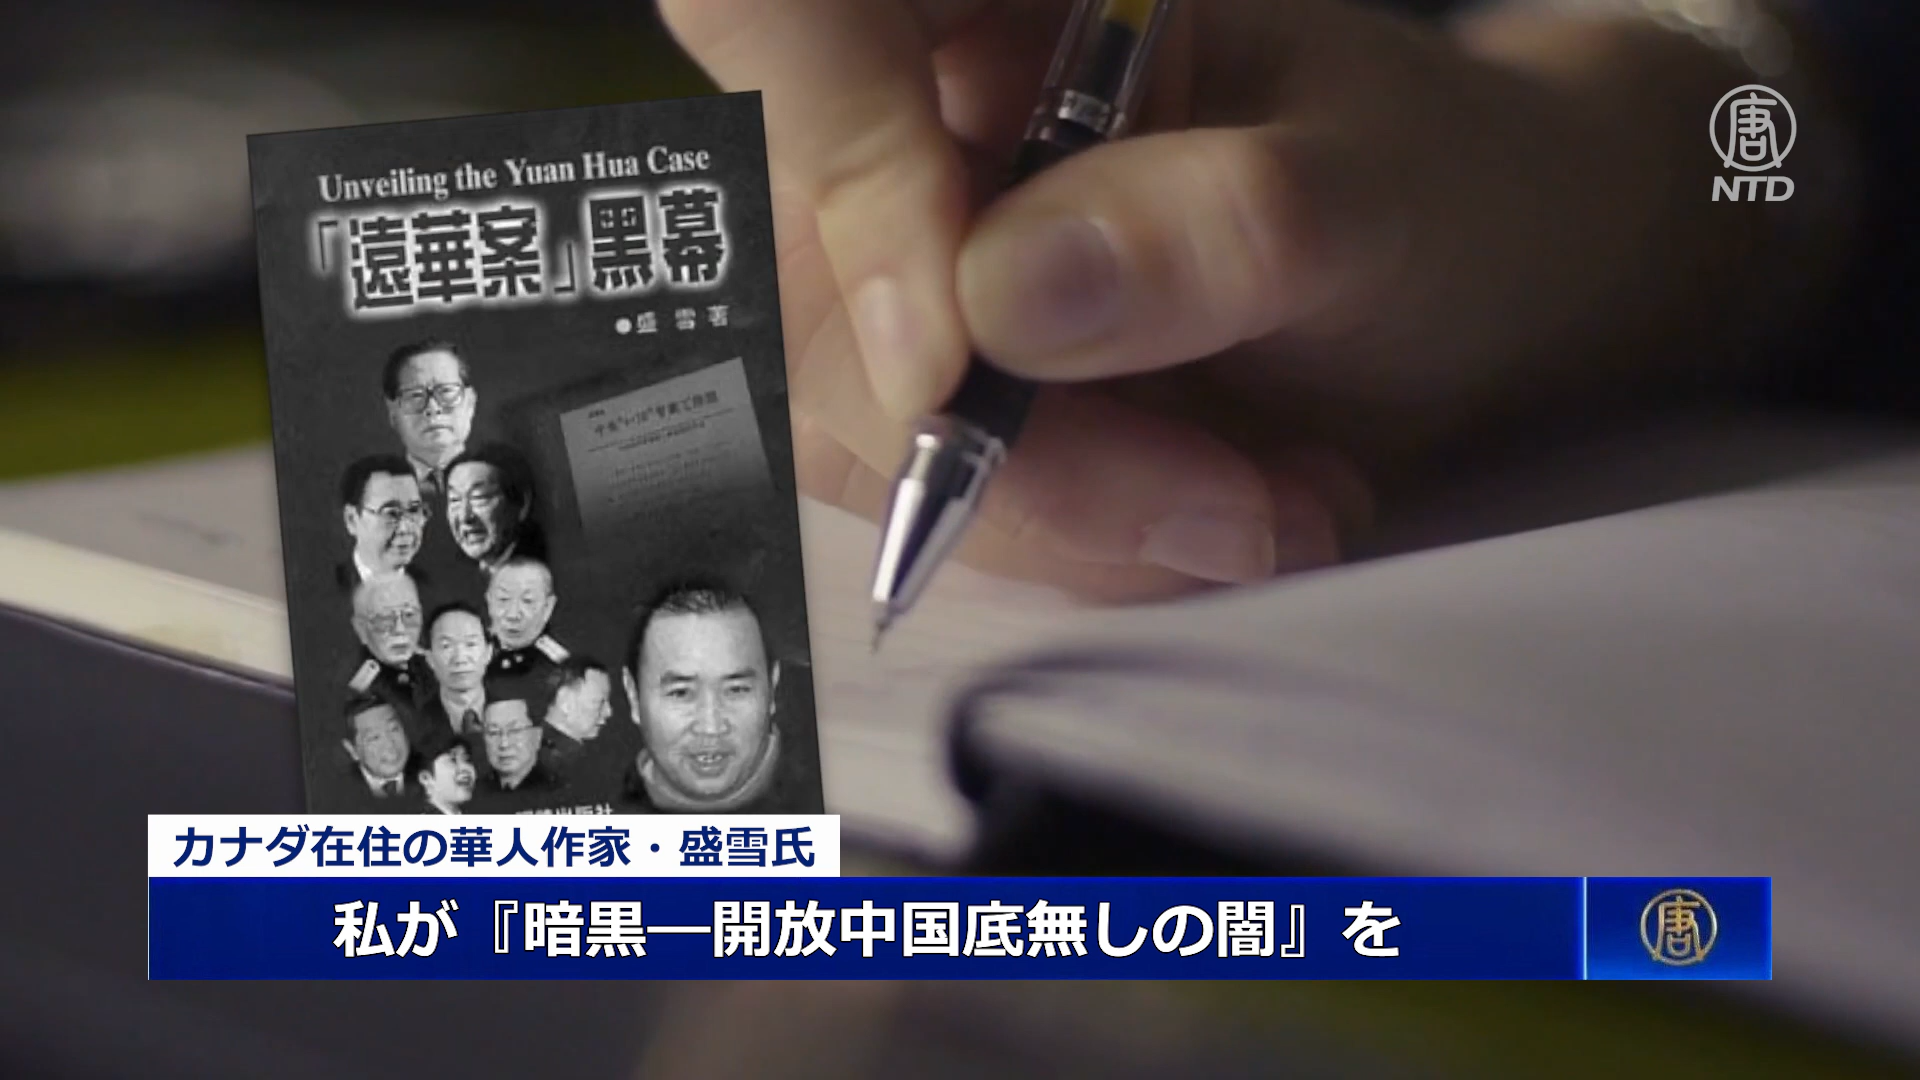 唐
NTD
Unveiling the Yuan Hua Case
「遠華案」黑幕
●盛 雪 著
カナダ在住の華人作家・盛雪氏
私が『暗黒―開放中国底無しの闇』を
唐